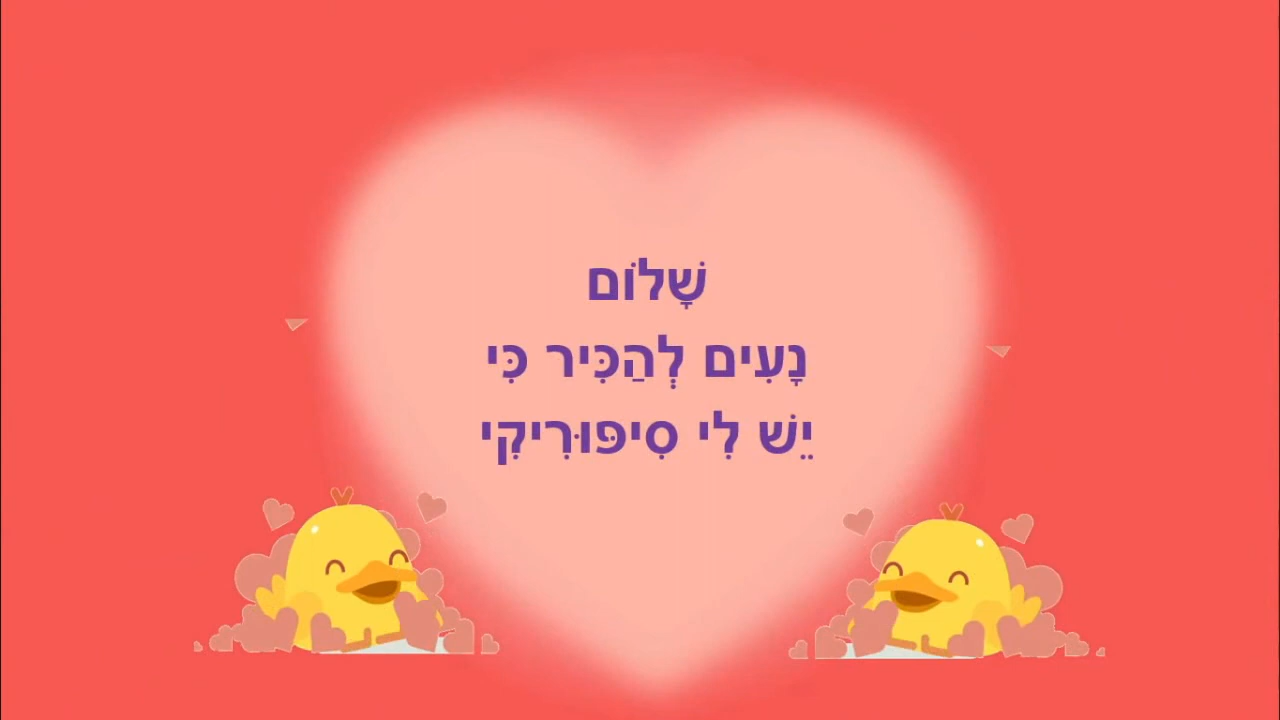 שָׁלוֹם
נָעִים לְהַכִּיר כִּי
יֵשׁ לִי סִיפּוּרִיקִי